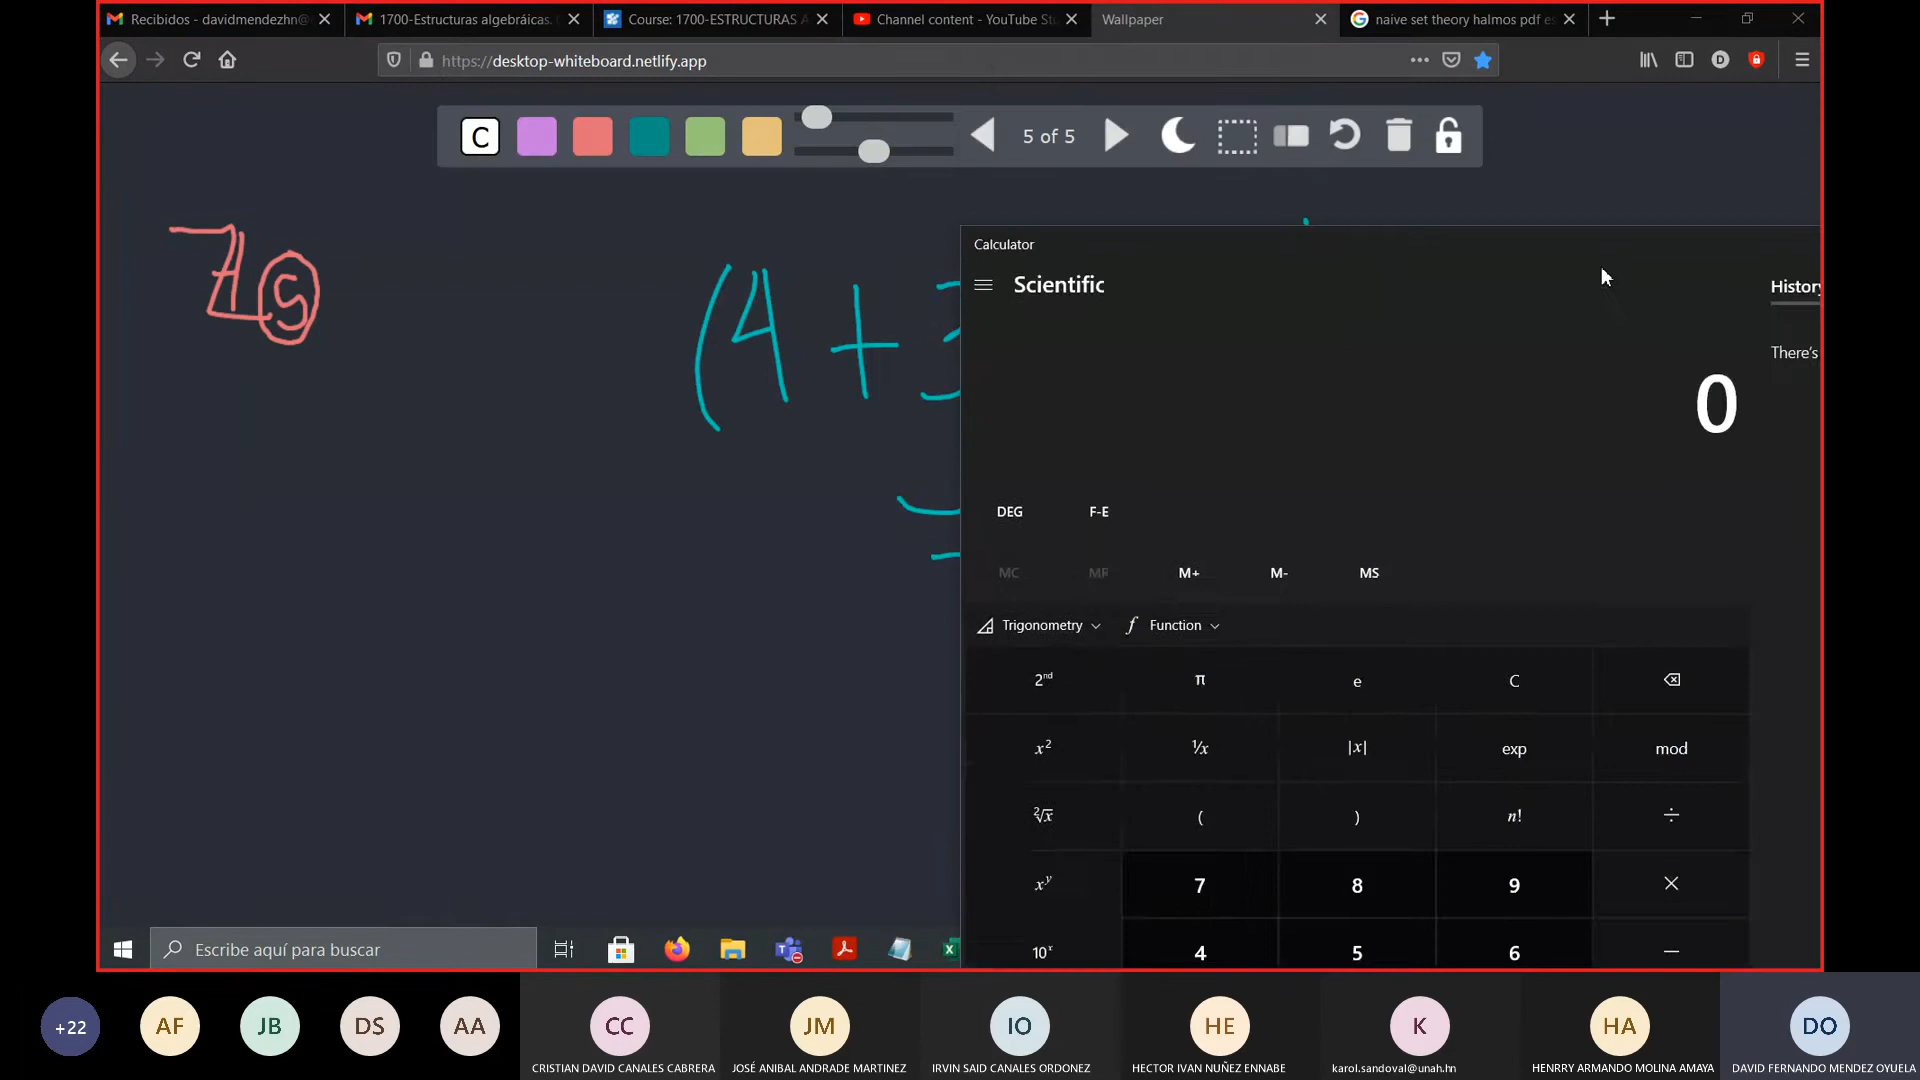 Recibidos - davidmendezhn@
1700-Estructuras algebráicas.
Course: 1700-ESTRUCTURAS A
Channel content - YouTube Stu
Wallpaper
naive set theory halmos pdf es
https://desktop-whiteboard.netlify.app
D
C
5 of 5
ℤ₅
(4 + 3
Calculator
Scientific
History
There's
0
DEG F-E
MC MR M+ M- MS
Trigonometry f Function
2ⁿᵈ π e C
x² ¹/x |x| exp mod
²√x ( ) n! ÷
xʸ 7 8 9 ×
10ˣ 4 5 6 −
Escribe aquí para buscar
+22 AF JB DS AA CC JM IO HE K HA DO
CRISTIAN DAVID CANALES CABRERA
JOSÉ ANIBAL ANDRADE MARTINEZ
IRVIN SAID CANALES ORDONEZ
HECTOR IVAN NUÑEZ ENNABE
karol.sandoval@unah.hn
HENRRY ARMANDO MOLINA AMAYA
DAVID FERNANDO MENDEZ OYUELA